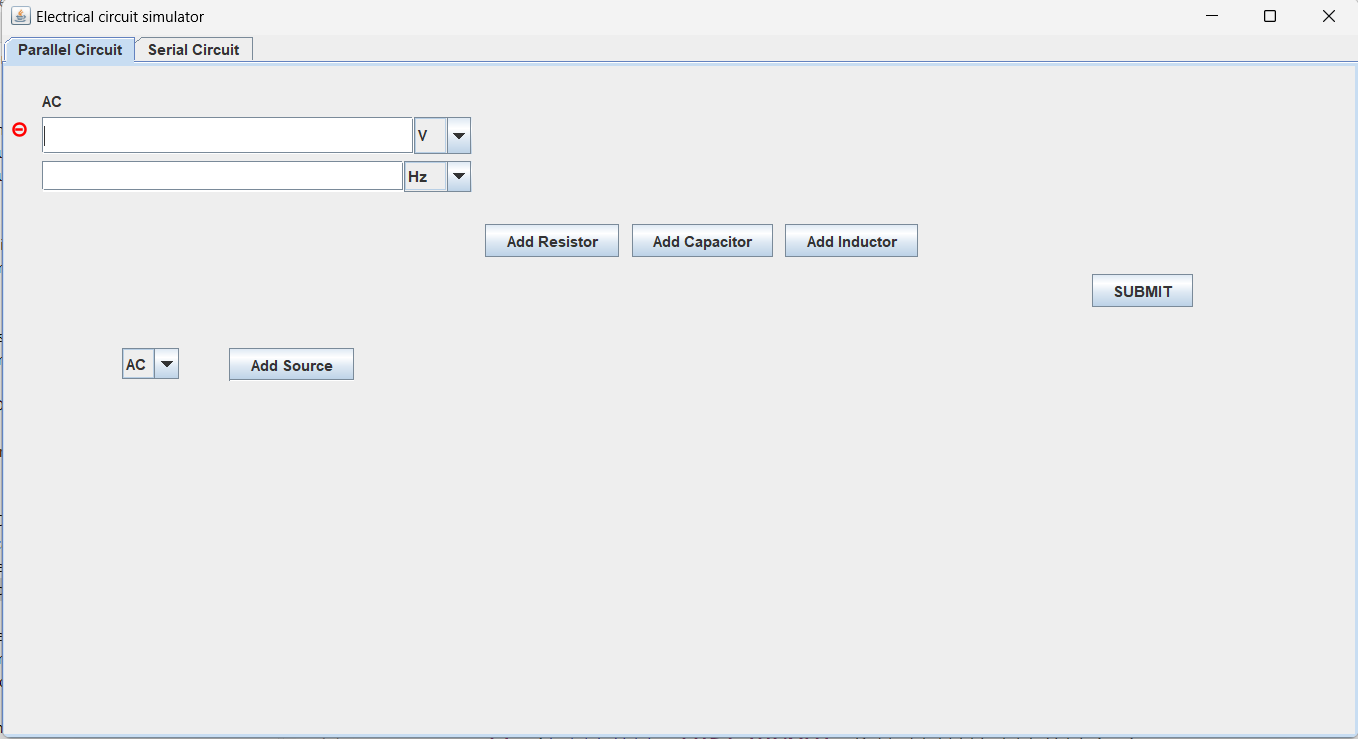 Electrical circuit simulator
Parallel Circuit Serial Circuit
AC
V
Hz
Add Resistor Add Capacitor Add Inductor
SUBMIT
AC Add Source